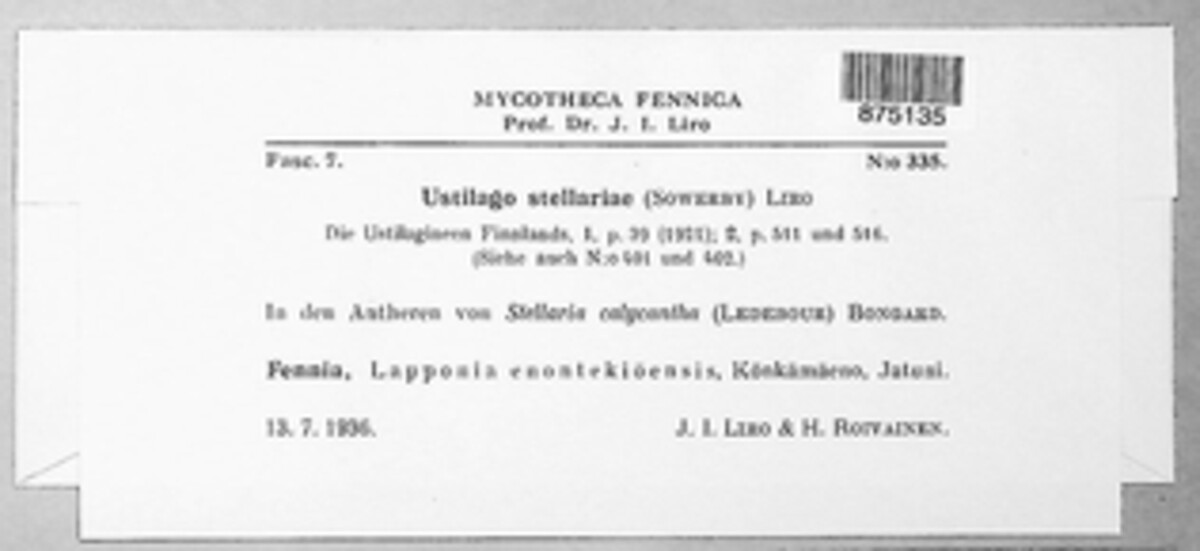 875135
MYCOTHECA FENNICA
Prof. Dr. J. I. Liro
Fasc. 7. N:o 335.
Ustilago stellariae (SOWERBY) LIRO
Die Ustilagineen Finnlands, 1, p. 39 (1921); 2, p. 511 und 516.
(Siehe auch N:o 401 und 402.)
In den Antheren von Stellaria calycantha (LEDEBOUR) BONGARD.
Fennia, Lapponia enontekiöensis, Könkämäeno, Jatuni.
13. 7. 1936. J. I. LIRO & H. ROIVAINEN.